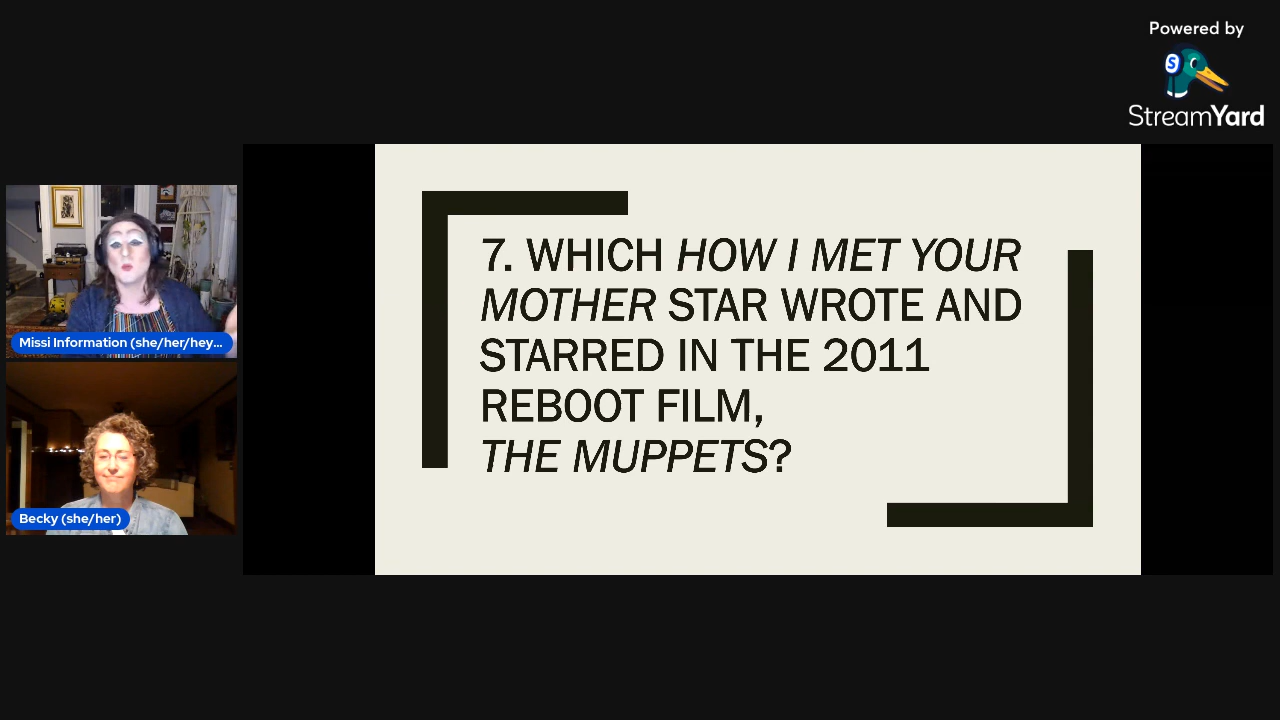 Powered by
StreamYard
7. WHICH HOW I MET YOUR
MOTHER STAR WROTE AND
STARRED IN THE 2011
REBOOT FILM,
THE MUPPETS?
Missi Information (she/her/hey...
Becky (she/her)